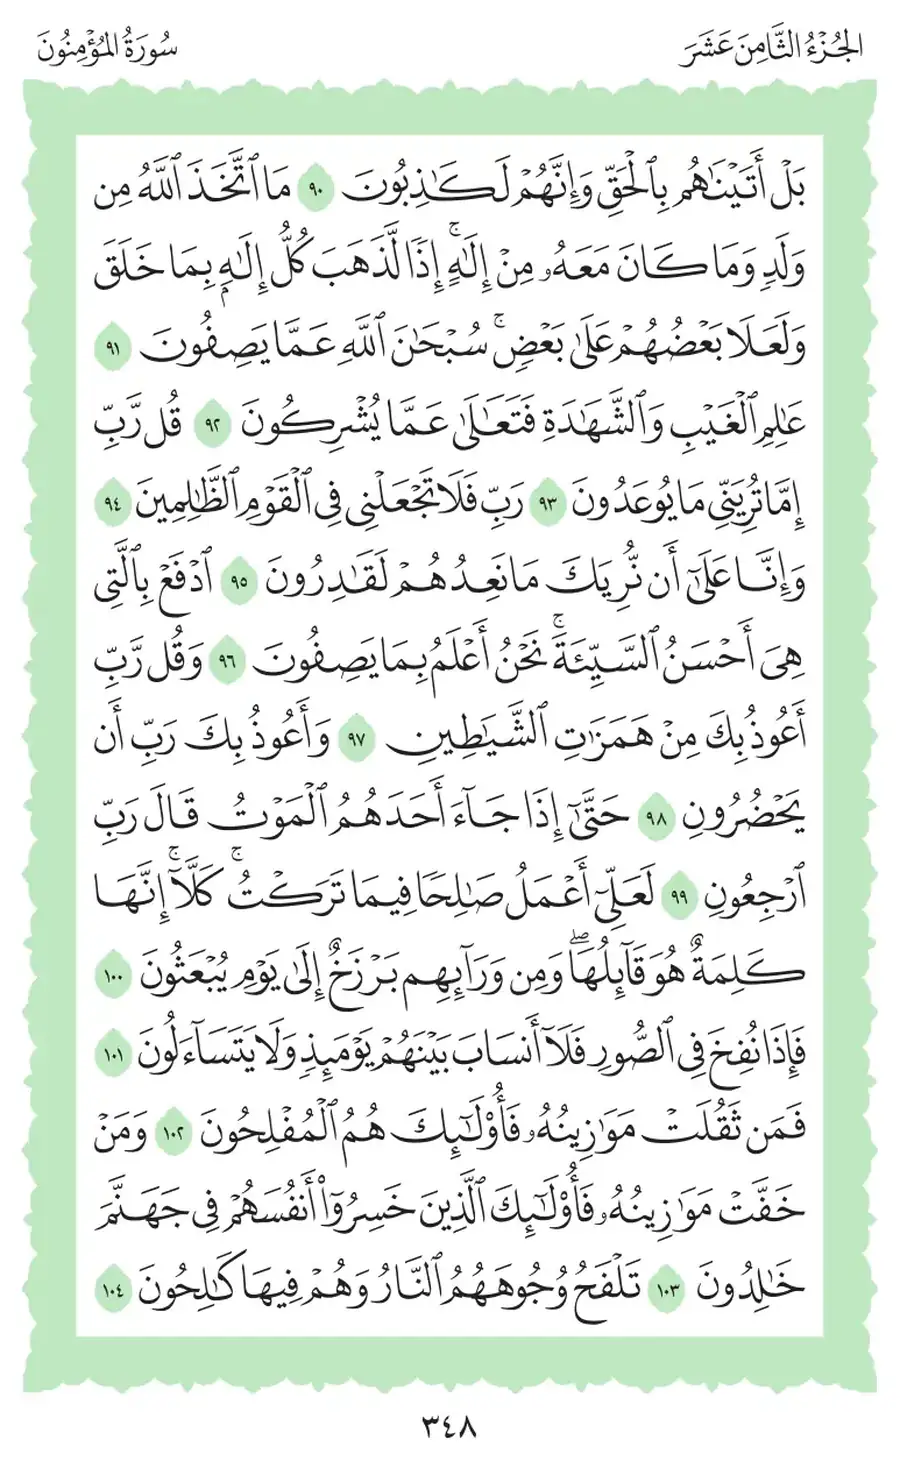 الجُزْءُ الثَّامِنَ عَشَرَ
سُورَةُ المُؤْمِنُونَ
بَلْ أَتَيْنَٰهُم بِٱلْحَقِّ وَإِنَّهُمْ لَكَٰذِبُونَ ٩٠ مَا ٱتَّخَذَ ٱللَّهُ مِن
وَلَدٍ وَمَا كَانَ مَعَهُۥ مِنْ إِلَٰهٍۚ إِذًا لَّذَهَبَ كُلُّ إِلَٰهٍۭ بِمَا خَلَقَ
وَلَعَلَا بَعْضُهُمْ عَلَىٰ بَعْضٍۚ سُبْحَٰنَ ٱللَّهِ عَمَّا يَصِفُونَ ٩١
عَٰلِمِ ٱلْغَيْبِ وَٱلشَّهَٰدَةِ فَتَعَٰلَىٰ عَمَّا يُشْرِكُونَ ٩٢ قُل رَّبِّ
إِمَّا تُرِيَنِّي مَا يُوعَدُونَ ٩٣ رَبِّ فَلَا تَجْعَلْنِي فِي ٱلْقَوْمِ ٱلظَّٰلِمِينَ ٩٤
وَإِنَّا عَلَىٰٓ أَن نُّرِيَكَ مَا نَعِدُهُمْ لَقَٰدِرُونَ ٩٥ ٱدْفَعْ بِٱلَّتِي
هِيَ أَحْسَنُ ٱلسَّيِّئَةَۚ نَحْنُ أَعْلَمُ بِمَا يَصِفُونَ ٩٦ وَقُل رَّبِّ
أَعُوذُ بِكَ مِنْ هَمَزَٰتِ ٱلشَّيَٰطِينِ ٩٧ وَأَعُوذُ بِكَ رَبِّ أَن
يَحْضُرُونِ ٩٨ حَتَّىٰٓ إِذَا جَآءَ أَحَدَهُمُ ٱلْمَوْتُ قَالَ رَبِّ
ٱرْجِعُونِ ٩٩ لَعَلِّيٓ أَعْمَلُ صَٰلِحًا فِيمَا تَرَكْتُۚ كَلَّآۚ إِنَّهَا
كَلِمَةٌ هُوَ قَآئِلُهَاۖ وَمِن وَرَآئِهِم بَرْزَخٌ إِلَىٰ يَوْمِ يُبْعَثُونَ ١٠٠
فَإِذَا نُفِخَ فِي ٱلصُّورِ فَلَآ أَنسَابَ بَيْنَهُمْ يَوْمَئِذٍ وَلَا يَتَسَآءَلُونَ ١٠١
فَمَن ثَقُلَتْ مَوَٰزِينُهُۥ فَأُو۟لَٰٓئِكَ هُمُ ٱلْمُفْلِحُونَ ١٠٢ وَمَنْ
خَفَّتْ مَوَٰزِينُهُۥ فَأُو۟لَٰٓئِكَ ٱلَّذِينَ خَسِرُوٓا۟ أَنفُسَهُمْ فِي جَهَنَّمَ
خَٰلِدُونَ ١٠٣ تَلْفَحُ وُجُوهَهُمُ ٱلنَّارُ وَهُمْ فِيهَا كَٰلِحُونَ ١٠٤
٣٤٨